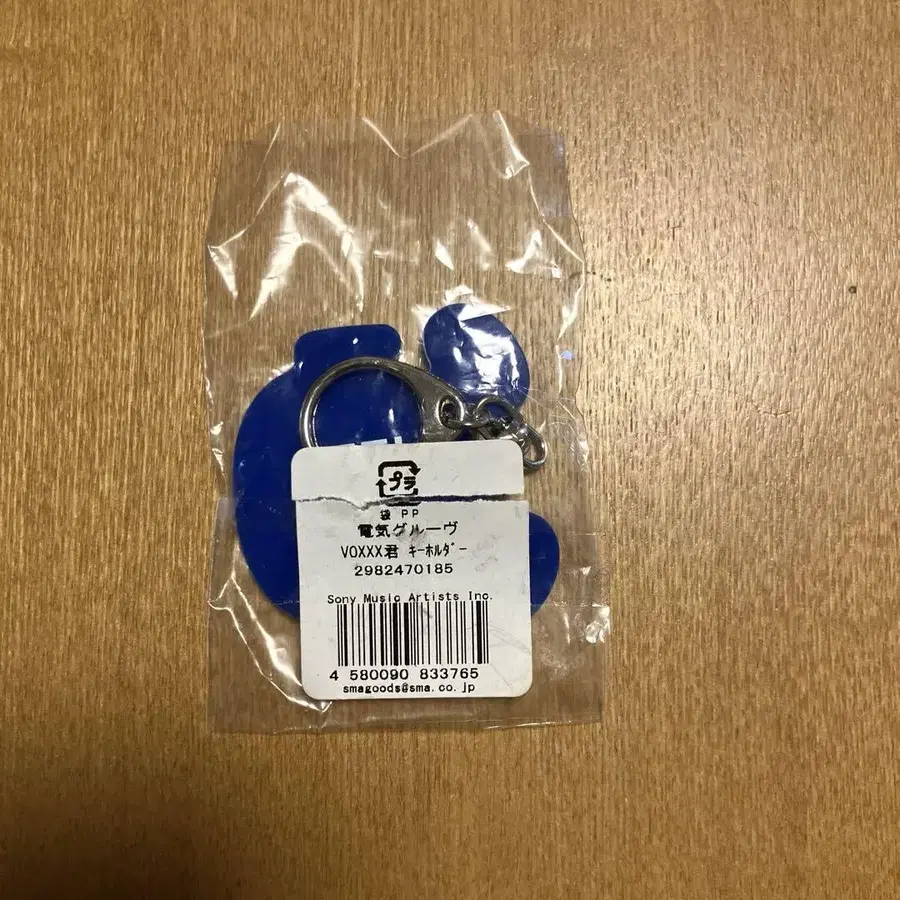 プラ
袋 PP
電気グルーヴ
VOXXX君 ｷｰﾎﾙﾀﾞｰ
2982470185
Sony Music Artists Inc.
4 580090 833765
smagoods@sma.co.jp